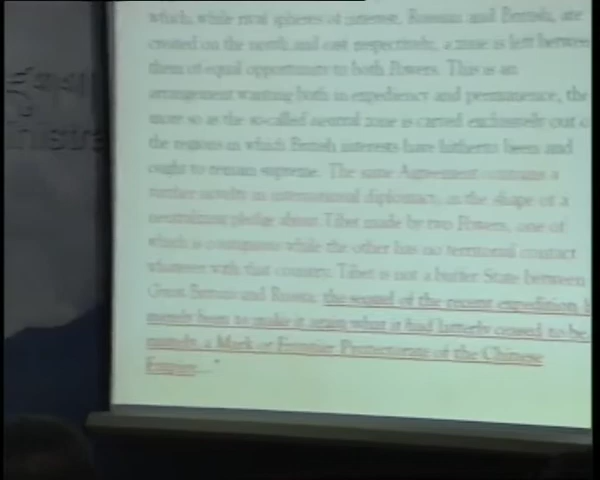 which, while rival spheres of interest, Russian and British, are
created on the north and east respectively, a zone is left between
them of equal opportunity to both Powers. This is an
arrangement wanting both in expediency and permanence, the
more so as the so-called neutral zone is carved exclusively out o
the regions in which British interests have hitherto been and
ought to remain supreme. The same Agreement contains a
further novelty in international diplomacy, in the shape of a
neutralising pledge about Tibet made by two Powers, one of
which is contiguous while the other has no territorial contact
whatever with that country. Tibet is not a buffer State between
Great Britain and Russia; the sequel of the recent expedition
merely been to make it again what it had latterly ceased to be
namely, a Mark or Frontier Protectorate of the Chinese
Empire...."
inistra